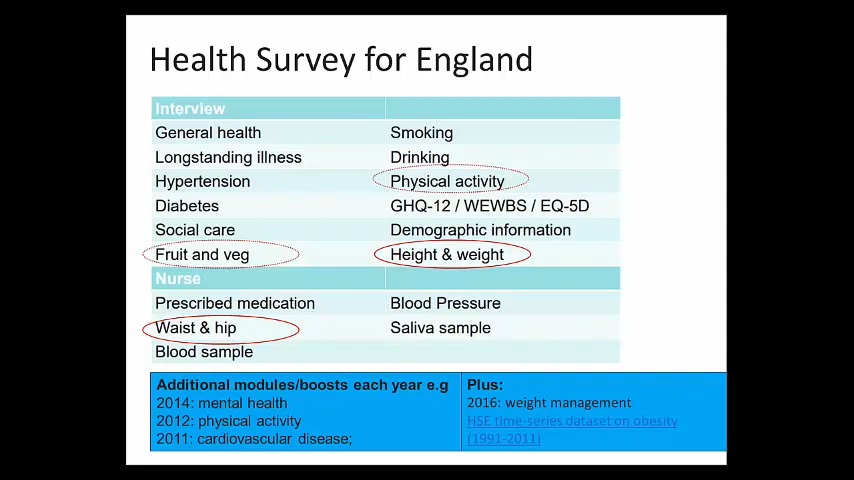 Health Survey for England
Interview
General health Smoking
Longstanding illness Drinking
Hypertension Physical activity
Diabetes GHQ-12 / WEWBS / EQ-5D
Social care Demographic information
Fruit and veg Height & weight
Nurse
Prescribed medication Blood Pressure
Waist & hip Saliva sample
Blood sample
Additional modules/boosts each year e.g
2014: mental health
2012: physical activity
2011: cardiovascular disease;
Plus:
2016: weight management
HSE time-series dataset on obesity
(1991-2011)